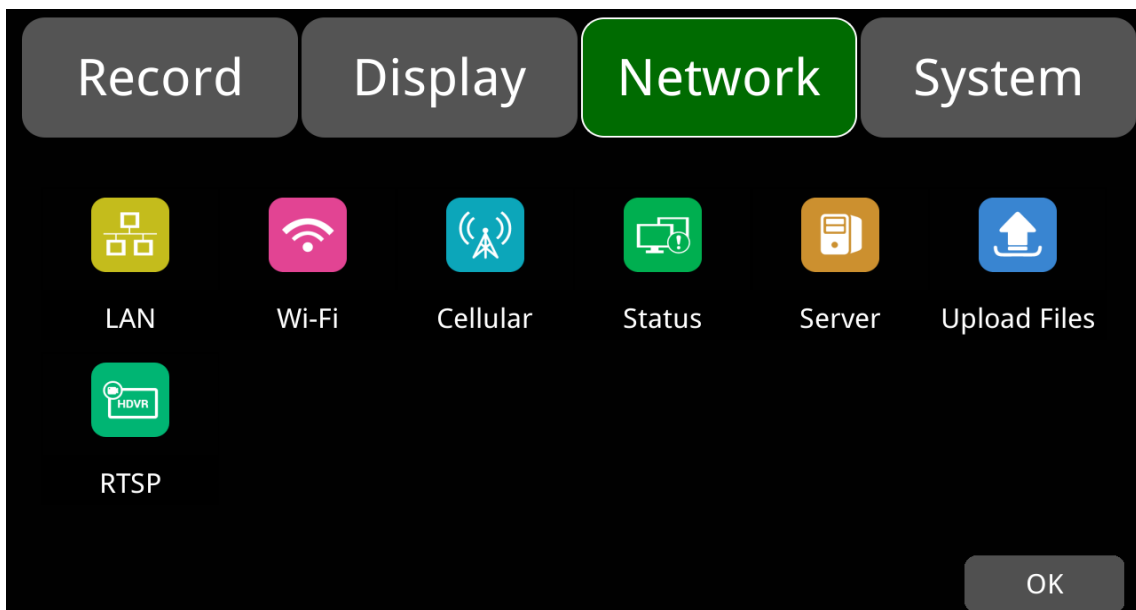 Record Display Network System
LAN Wi-Fi Cellular Status Server Upload Files
HDVR
RTSP
OK